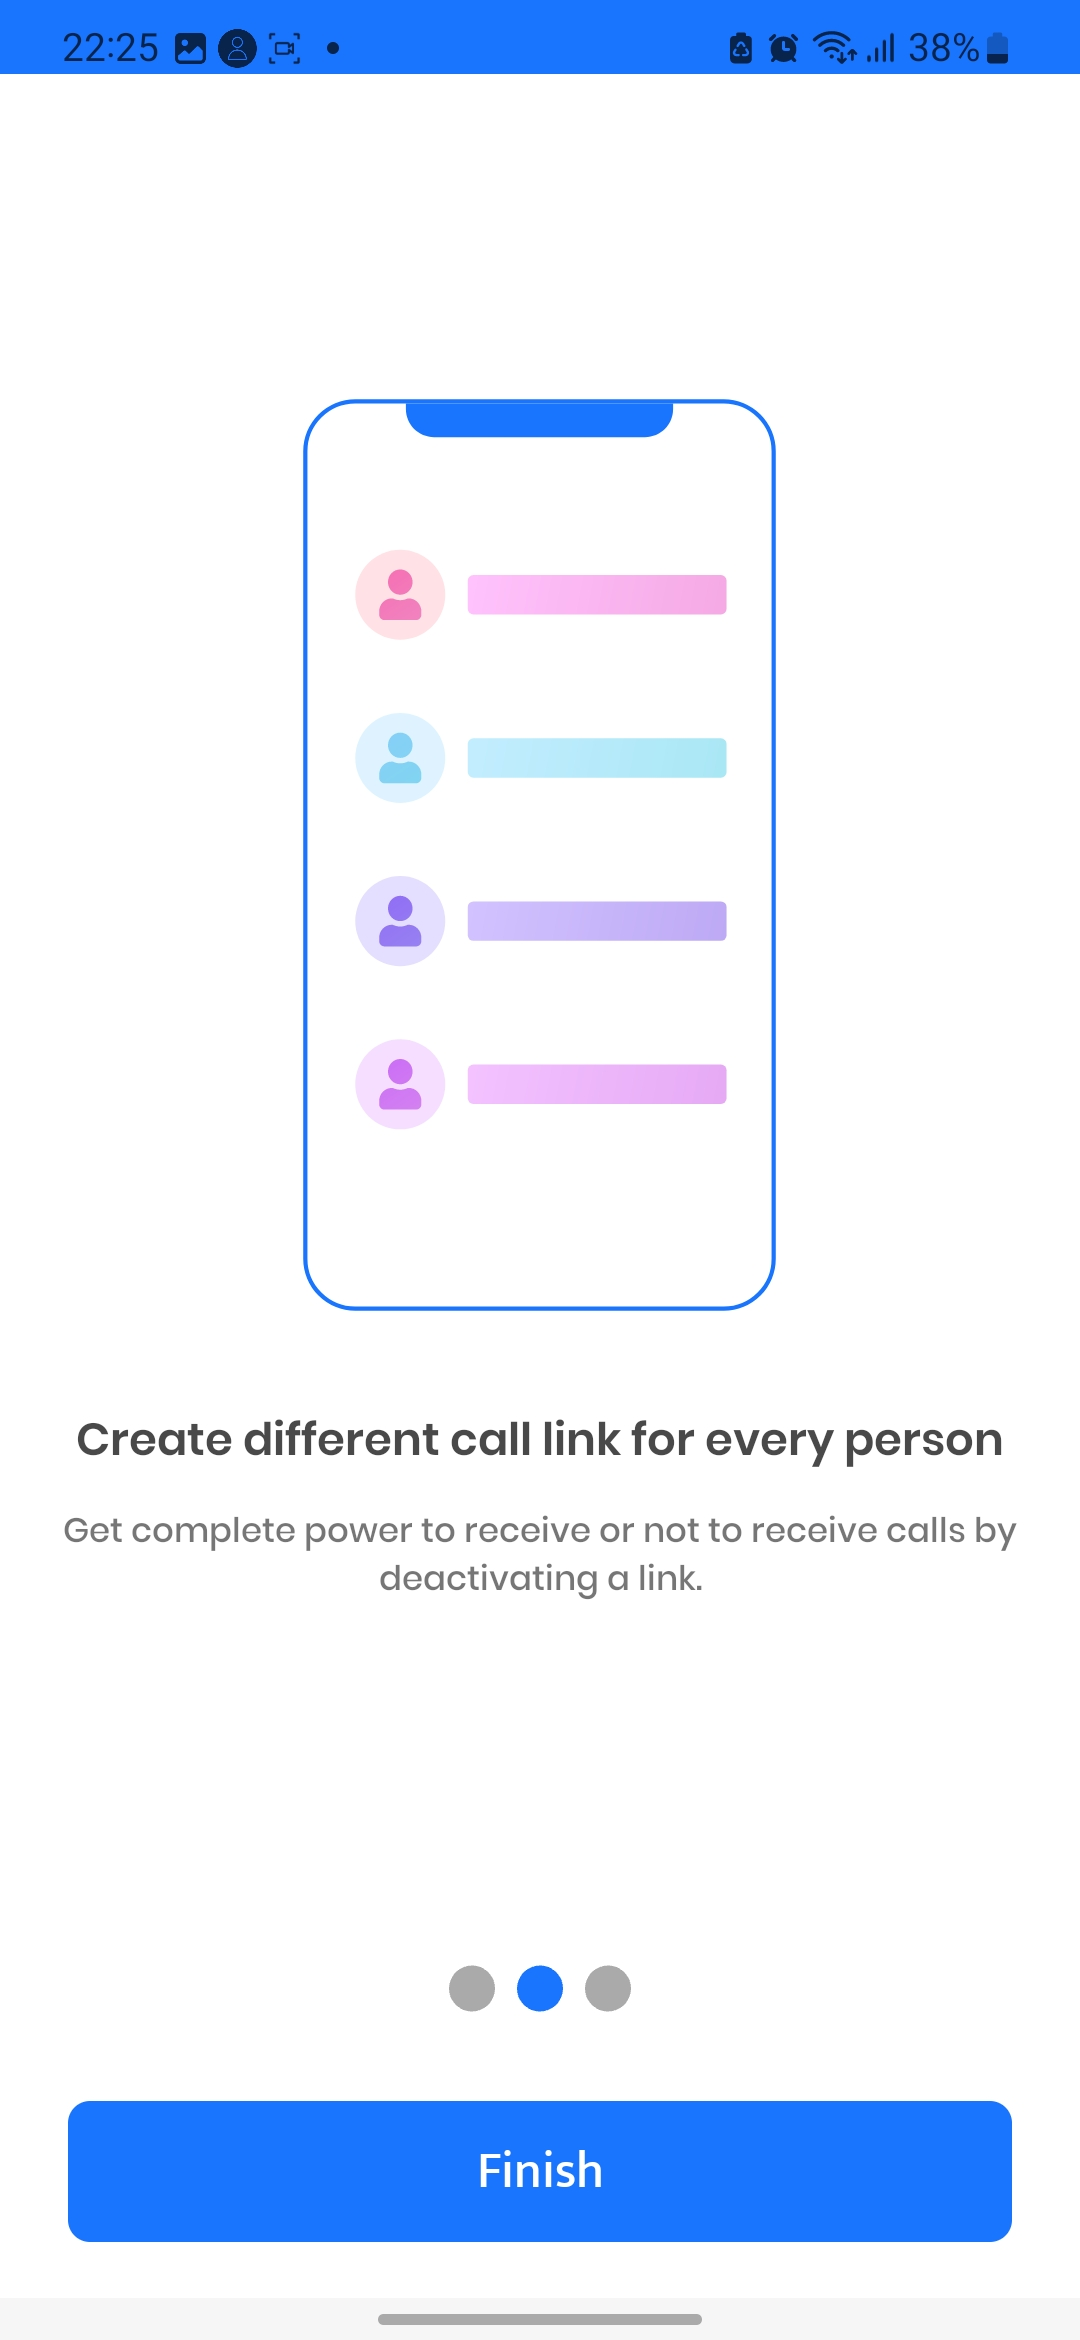 22:25
38%
Create different call link for every person
Get complete power to receive or not to receive calls by
deactivating a link.
Finish